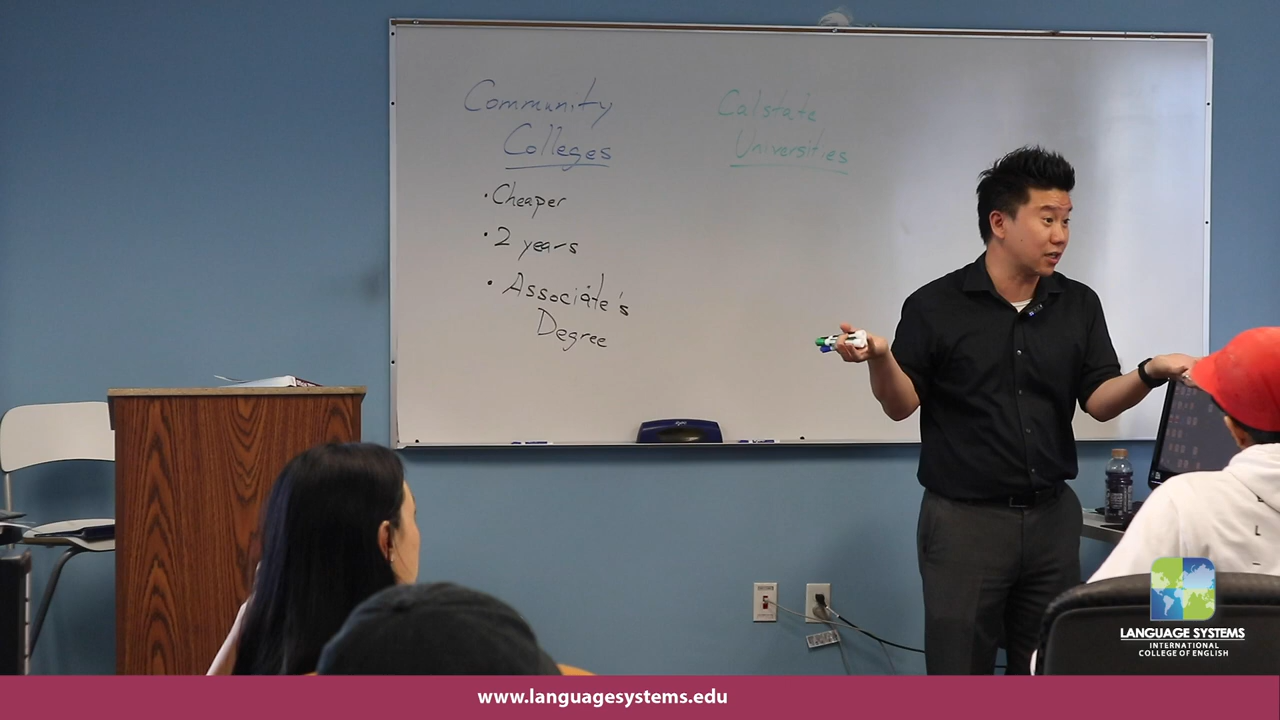 Community
Colleges
• Cheaper
• 2 years
• Associate's
Degree
Calstate
Universities
LANGUAGE SYSTEMS
INTERNATIONAL
COLLEGE OF ENGLISH
www.languagesystems.edu